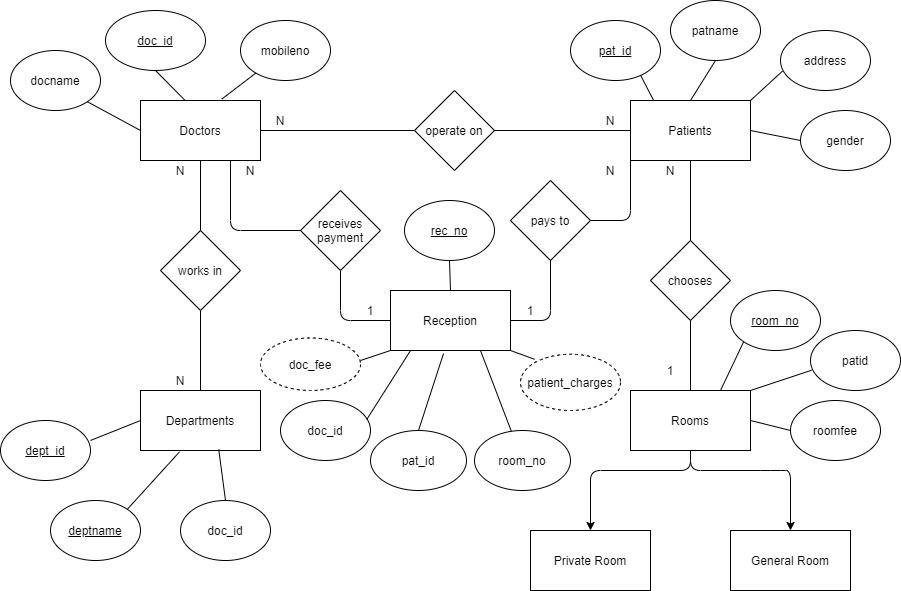 doc_id
mobileno
docname
pat_id
patname
address
gender
Doctors
N
operate on
N
Patients
N
N
N
N
receives
payment
rec_no
pays to
works in
chooses
1
Reception
1
room_no
doc_fee
patient_charges
patid
1
N
Departments
doc_id
pat_id
room_no
Rooms
roomfee
dept_id
deptname
doc_id
Private Room
General Room